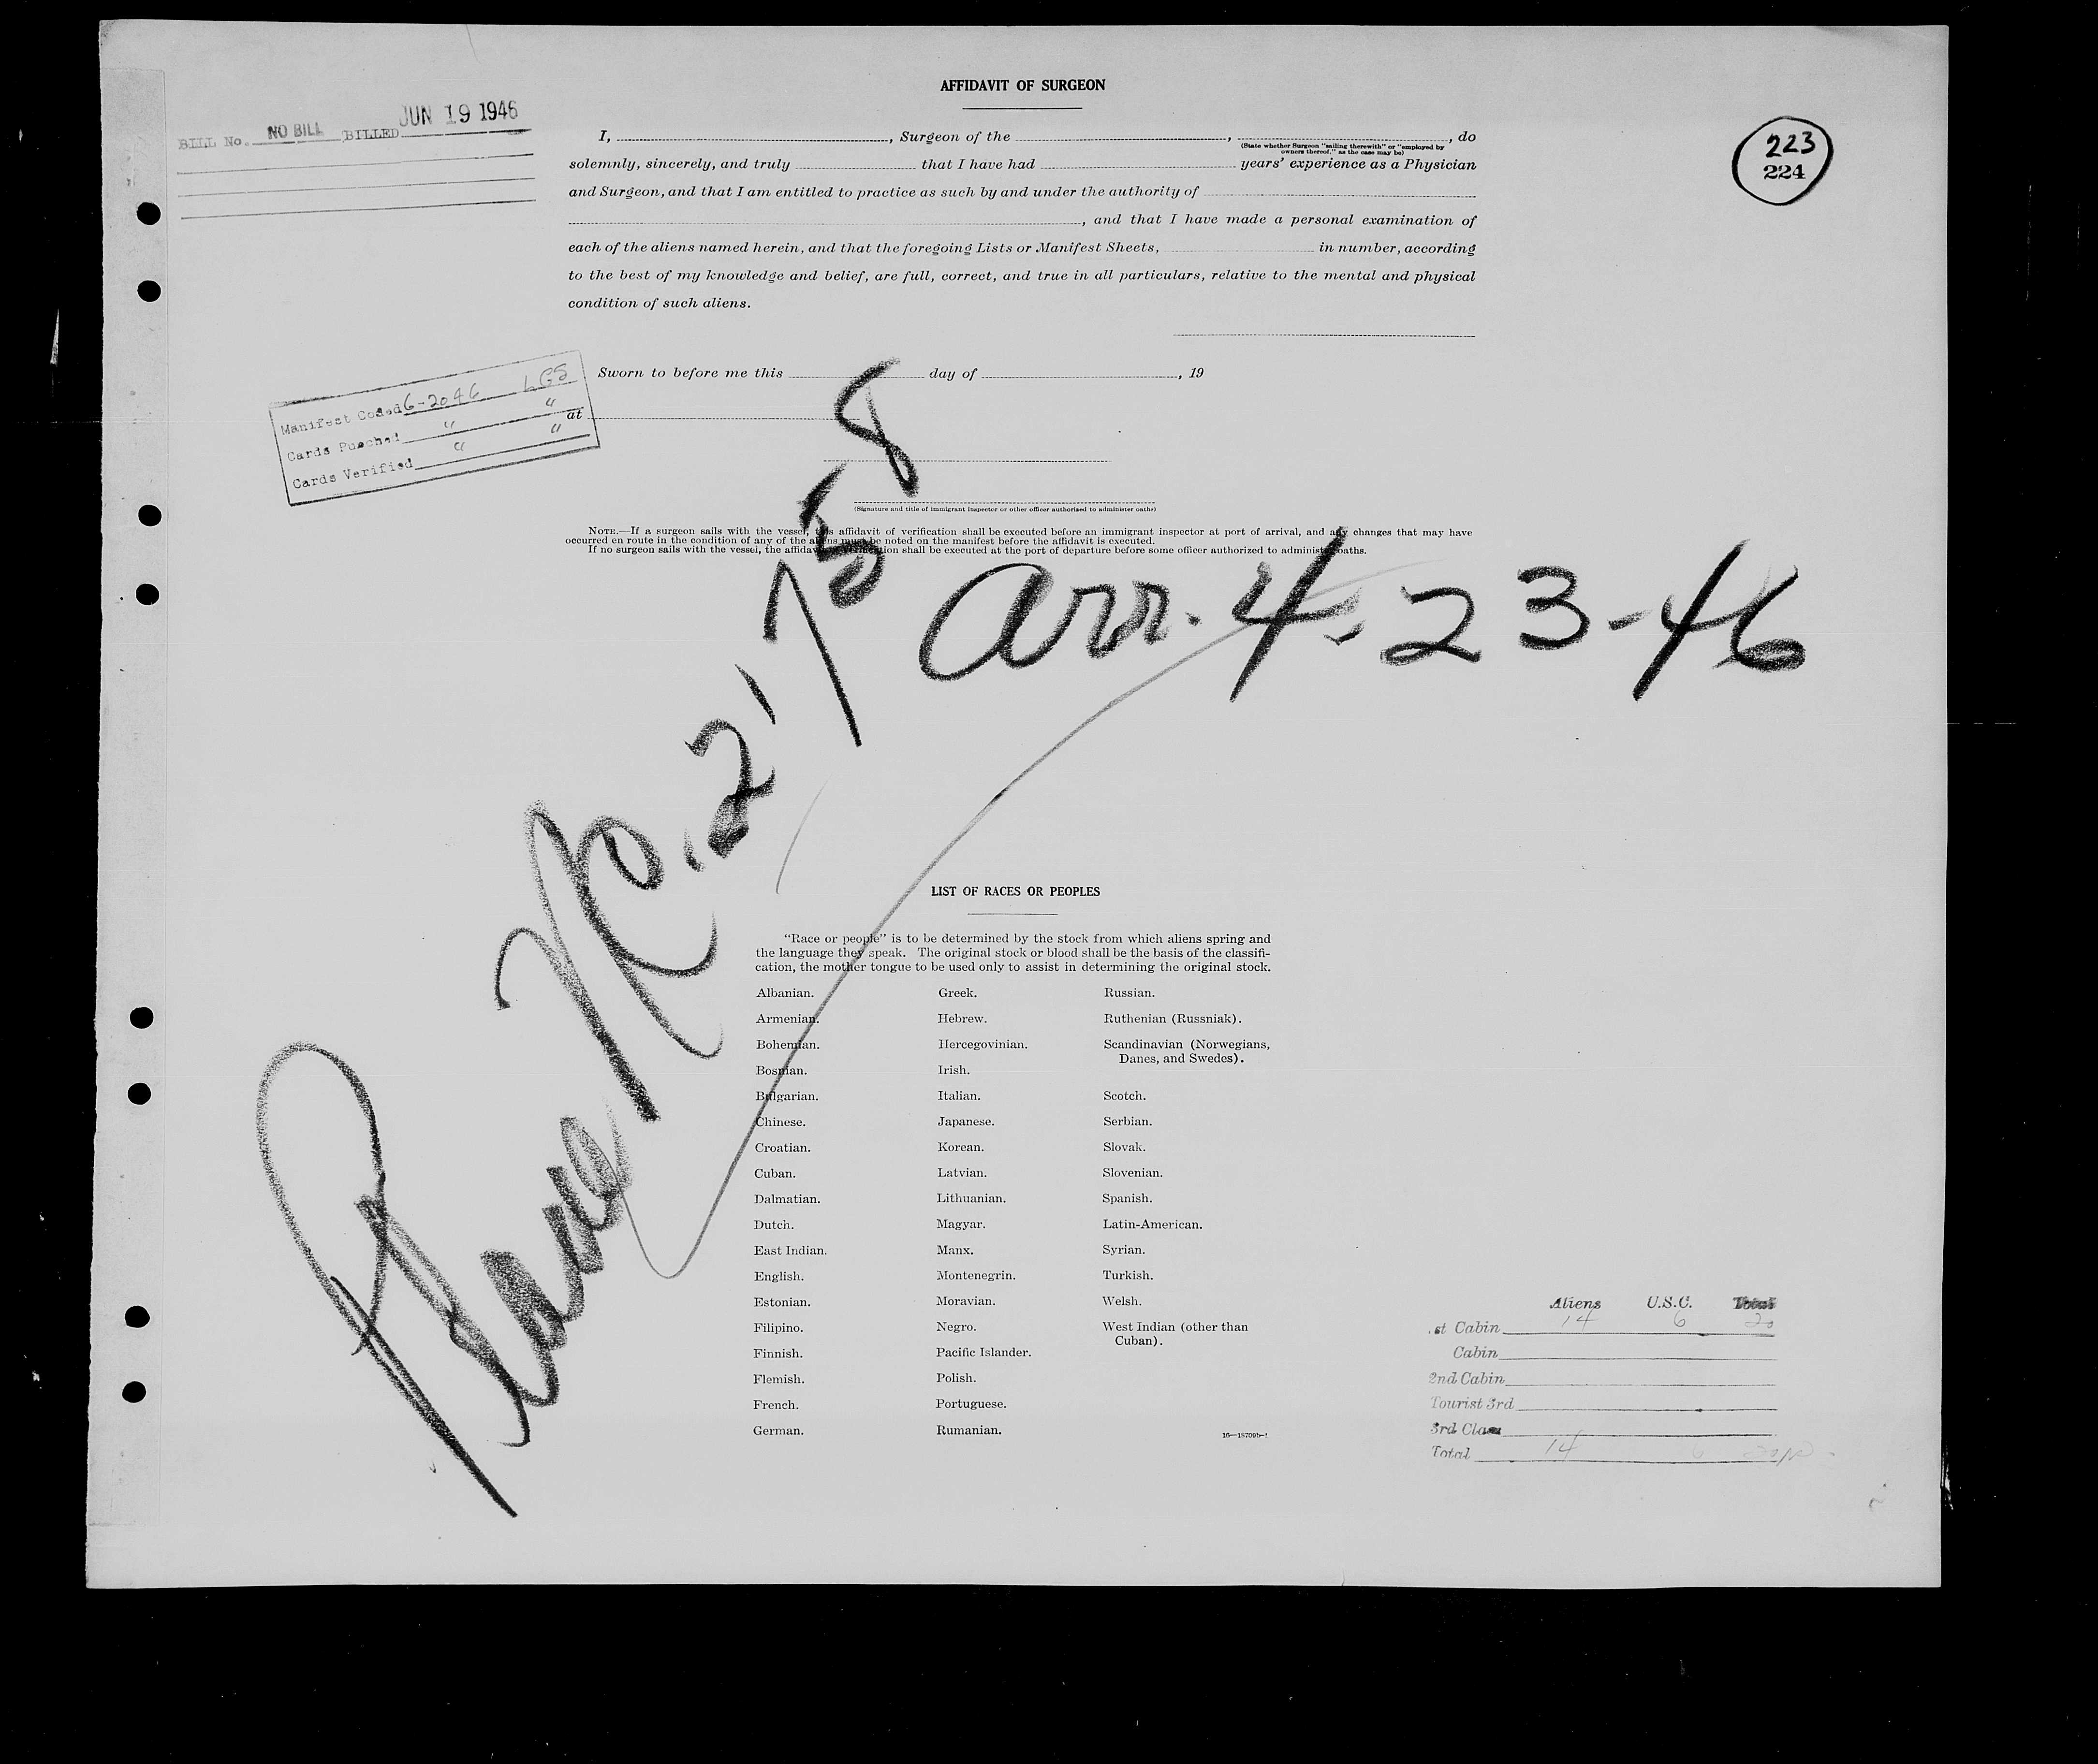 AFFIDAVIT OF SURGEON
BILL No. NO BILL BILLED JUN 19 1946
223
224
I, , Surgeon of the , , do
(State whether Surgeon "sailing therewith" or "employed by
owners thereof," as the case may be)
solemnly, sincerely, and truly that I have had years' experience as a Physician
and Surgeon, and that I am entitled to practice as such by and under the authority of
, and that I have made a personal examination of
each of the aliens named herein, and that the foregoing Lists or Manifest Sheets, in number, according
to the best of my knowledge and belief, are full, correct, and true in all particulars, relative to the mental and physical
condition of such aliens.
Sworn to before me this day of , 19
at
Manifest Coded 6-2046 LGS
Cards Punched " "
Cards Verified " "
(Signature and title of immigrant inspector or other officer authorized to administer oaths)
NOTE.—If a surgeon sails with the vessel, this affidavit of verification shall be executed before an immigrant inspector at port of arrival, and any changes that may have
occurred en route in the condition of any of the aliens must be noted on the manifest before the affidavit is executed.
If no surgeon sails with the vessel, the affidavit of verification shall be executed at the port of departure before some officer authorized to administer oaths.
Plane NC-21758
arr. 4-23-46
LIST OF RACES OR PEOPLES
"Race or people" is to be determined by the stock from which aliens spring and
the language they speak. The original stock or blood shall be the basis of the classifi-
cation, the mother tongue to be used only to assist in determining the original stock.
Albanian.
Armenian.
Bohemian.
Bosnian.
Bulgarian.
Chinese.
Croatian.
Cuban.
Dalmatian.
Dutch.
East Indian.
English.
Estonian.
Filipino.
Finnish.
Flemish.
French.
German.
Greek.
Hebrew.
Hercegovinian.
Irish.
Italian.
Japanese.
Korean.
Latvian.
Lithuanian.
Magyar.
Manx.
Montenegrin.
Moravian.
Negro.
Pacific Islander.
Polish.
Portuguese.
Rumanian.
Russian.
Ruthenian (Russniak).
Scandinavian (Norwegians,
Danes, and Swedes).
Scotch.
Serbian.
Slovak.
Slovenian.
Spanish.
Latin-American.
Syrian.
Turkish.
Welsh.
West Indian (other than
Cuban).
Aliens U.S.C. Total
st Cabin 14 6 20
Cabin
2nd Cabin
Tourist 3rd
3rd Class
Total 14 6